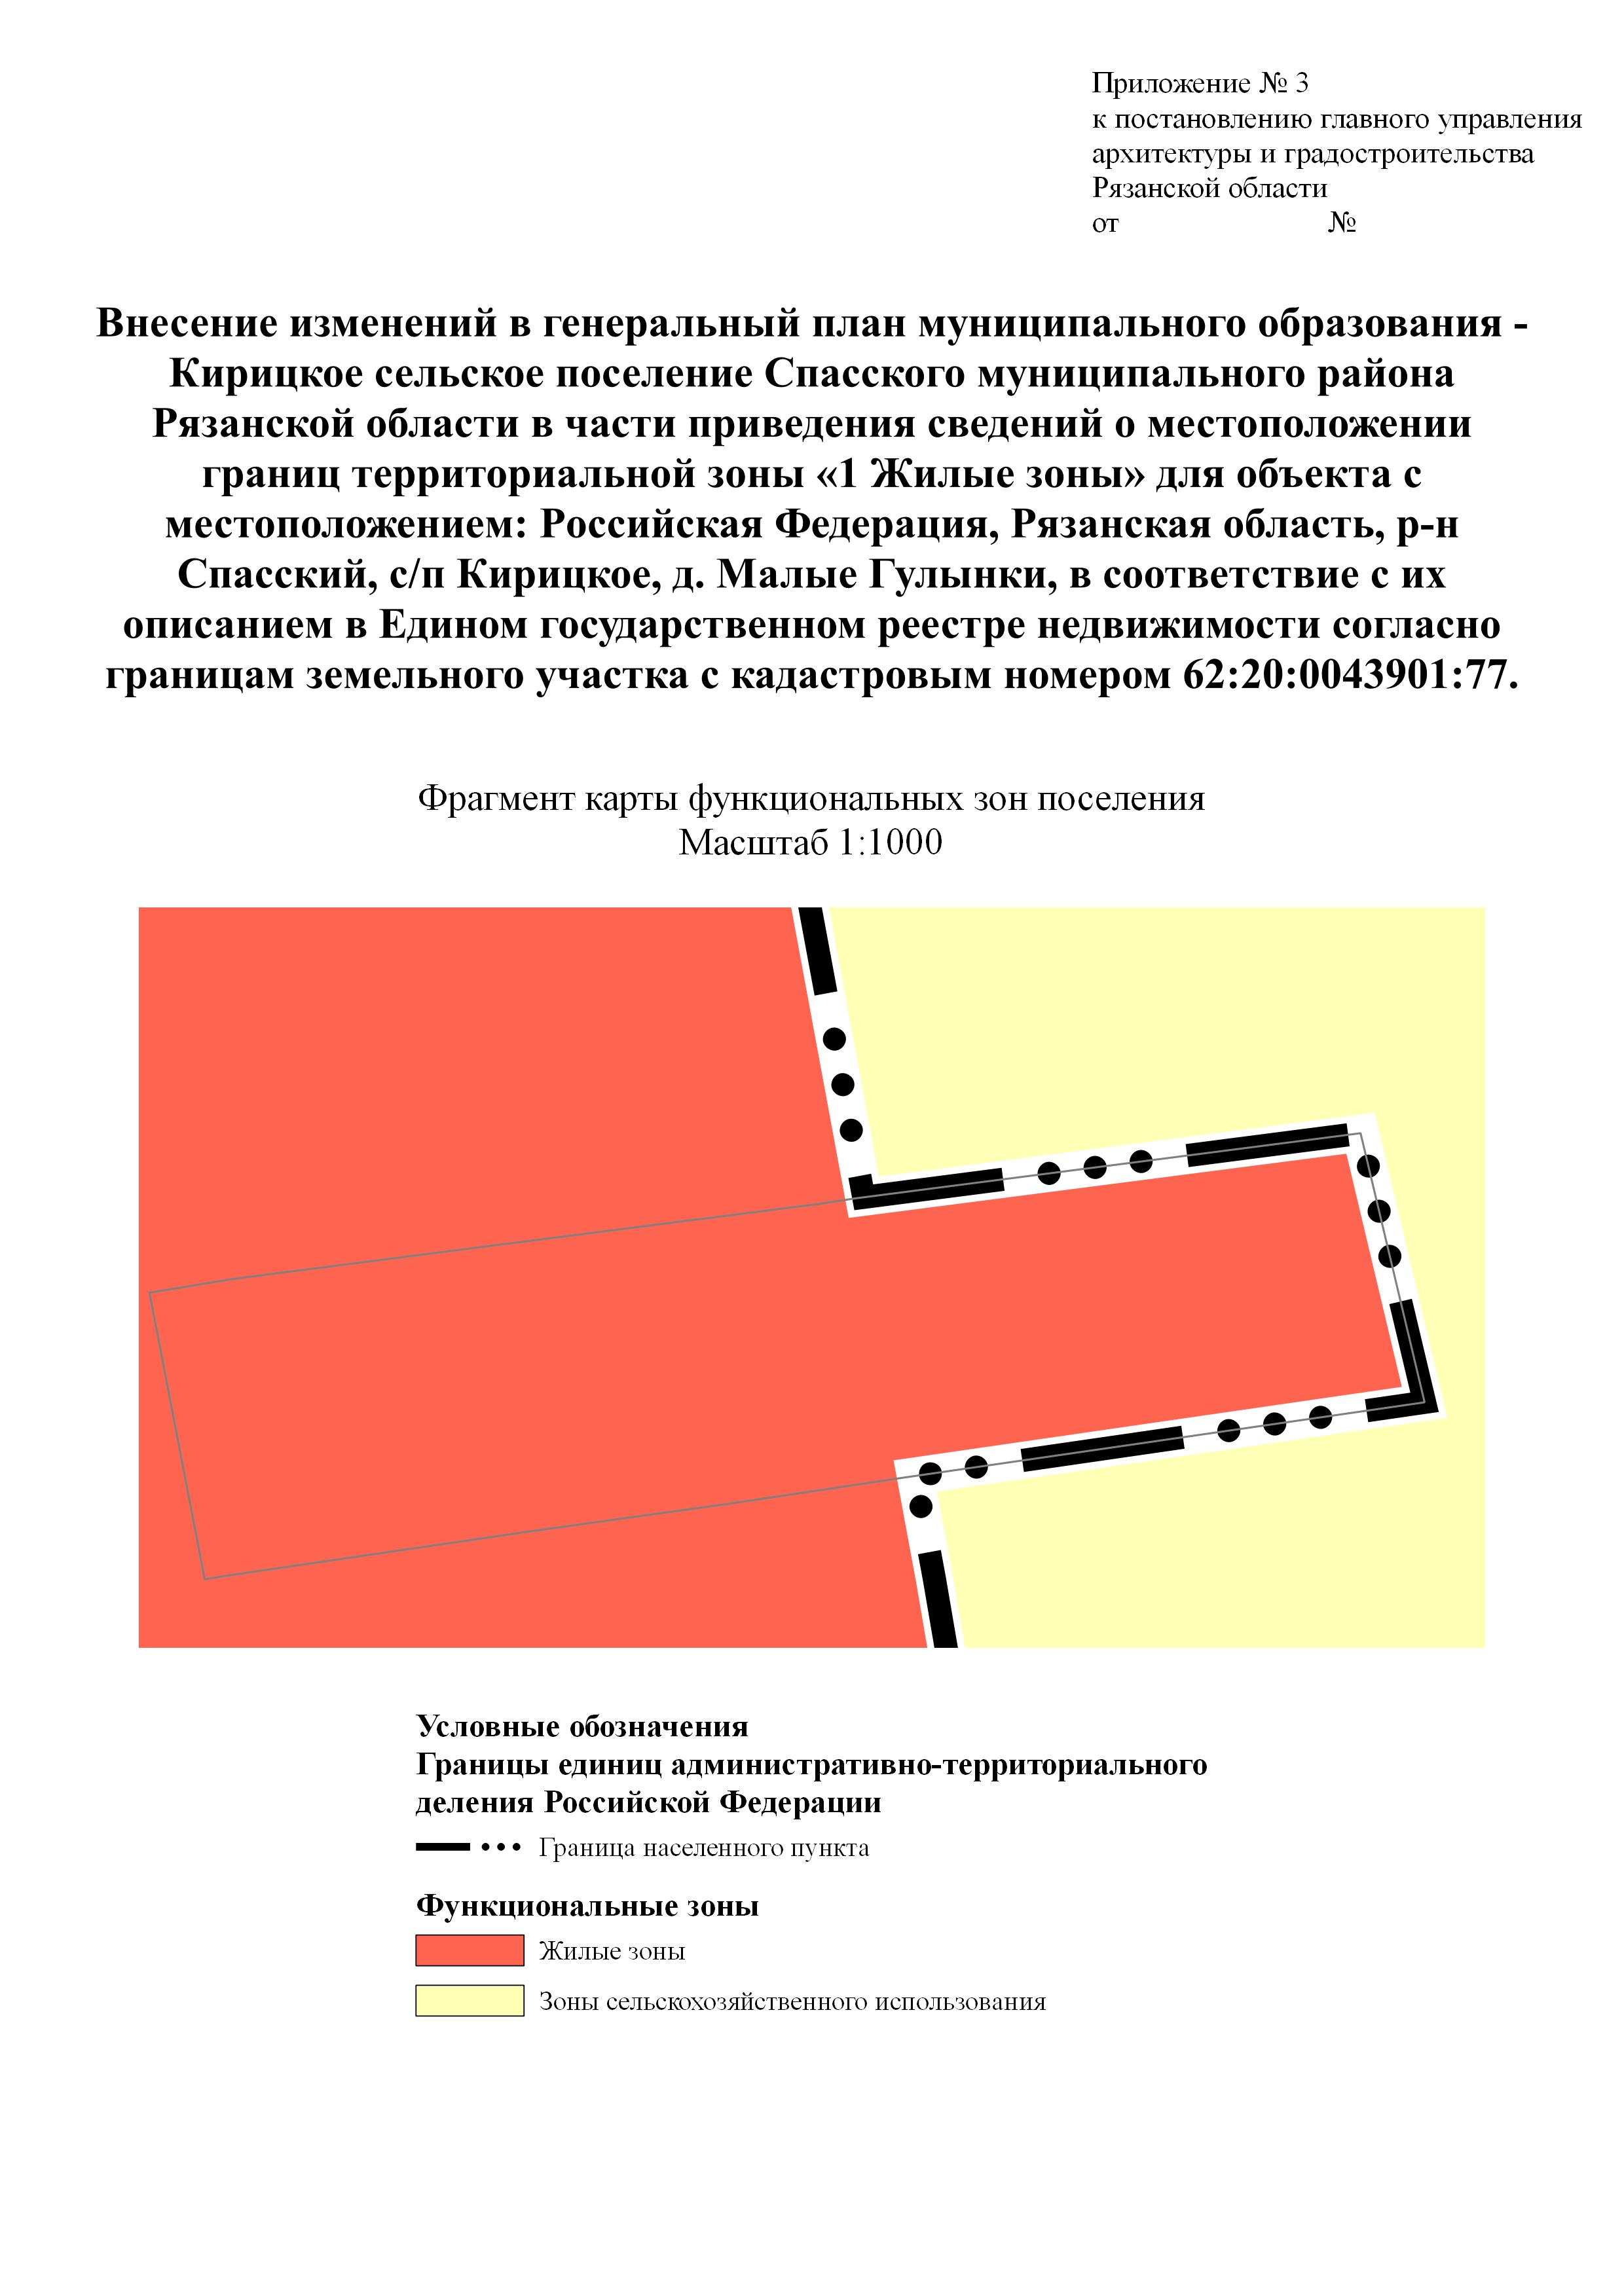 Приложение № 3
к постановлению главного управления
архитектуры и градостроительства
Рязанской области
от №
Внесение изменений в генеральный план муниципального образования -
Кирицкое сельское поселение Спасского муниципального района
Рязанской области в части приведения сведений о местоположении
границ территориальной зоны «1 Жилые зоны» для объекта с
местоположением: Российская Федерация, Рязанская область, р-н
Спасский, с/п Кирицкое, д. Малые Гулынки, в соответствие с их
описанием в Едином государственном реестре недвижимости согласно
границам земельного участка с кадастровым номером 62:20:0043901:77.
Фрагмент карты функциональных зон поселения
Масштаб 1:1000
Условные обозначения
Границы единиц административно-территориального
деления Российской Федерации
Граница населенного пункта
Функциональные зоны
Жилые зоны
Зоны сельскохозяйственного использования